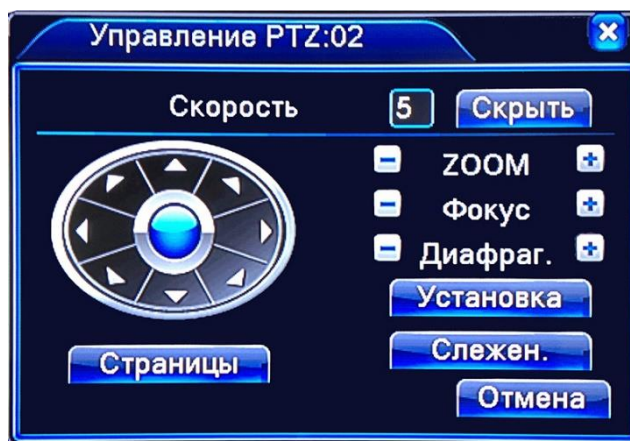 Управление PTZ:02
Скорость 5 Скрыть
- ZOOM +
- Фокус +
- Диафраг. +
Установка
Слежен.
Страницы
Отмена